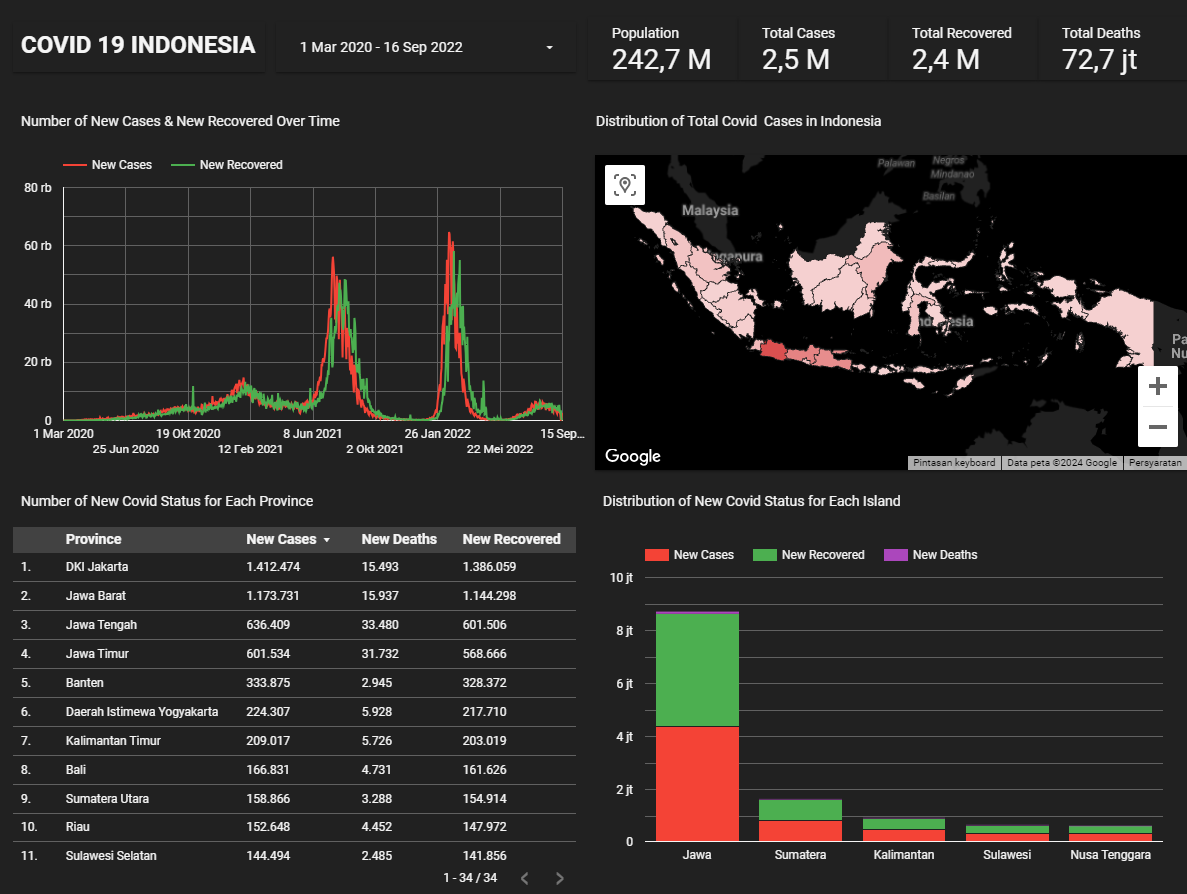 COVID 19 INDONESIA
1 Mar 2020 - 16 Sep 2022
Population
242,7 M
Total Cases
2,5 M
Total Recovered
2,4 M
Total Deaths
72,7 jt
Number of New Cases & New Recovered Over Time
New Cases
New Recovered
80 rb
60 rb
40 rb
20 rb
0
1 Mar 2020
25 Jun 2020
19 Okt 2020
12 Feb 2021
8 Jun 2021
2 Okt 2021
26 Jan 2022
22 Mei 2022
15 Sep...
Distribution of Total Covid Cases in Indonesia
Palawan
Negros
Mindanao
Basilan
Malaysia
Pa
Nu
Google
Pintasan keyboard
Data peta ©2024 Google
Persyaratan
Number of New Covid Status for Each Province
Province New Cases New Deaths New Recovered
1. DKI Jakarta 1.412.474 15.493 1.386.059
2. Jawa Barat 1.173.731 15.937 1.144.298
3. Jawa Tengah 636.409 33.480 601.506
4. Jawa Timur 601.534 31.732 568.666
5. Banten 333.875 2.945 328.372
6. Daerah Istimewa Yogyakarta 224.307 5.928 217.710
7. Kalimantan Timur 209.017 5.726 203.019
8. Bali 166.831 4.731 161.626
9. Sumatera Utara 158.866 3.288 154.914
10. Riau 152.648 4.452 147.972
11. Sulawesi Selatan 144.494 2.485 141.856
1 - 34 / 34
Distribution of New Covid Status for Each Island
New Cases
New Recovered
New Deaths
10 jt
8 jt
6 jt
4 jt
2 jt
0
Jawa
Sumatera
Kalimantan
Sulawesi
Nusa Tenggara